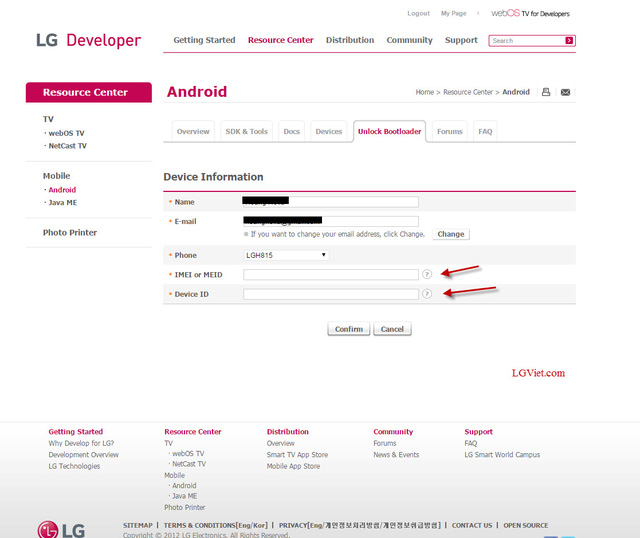 Logout My Page webOS TV for Developers
LG Developer
Getting Started Resource Center Distribution Community Support Search
Resource Center
Android
Home > Resource Center > Android
TV
· webOS TV
· NetCast TV
Mobile
· Android
· Java ME
Photo Printer
Overview SDK & Tools Docs Devices Unlock Bootloader Forums FAQ
Device Information
* Name
* E-mail
※ If you want to change your email address, click Change. Change
* Phone LGH815
* IMEI or MEID ?
* Device ID ?
Confirm Cancel
LGViet.com
Getting Started Resource Center Distribution Community Support
Why Develop for LG? TV Overview Forums FAQ
Development Overview · webOS TV Smart TV App Store News & Events LG Smart World Campus
LG Technologies · NetCast TV Mobile App Store
Mobile
· Android
· Java ME
Photo Printer
LG
SITEMAP | TERMS & CONDITIONS[Eng/Kor] | PRIVACY[Eng/개인정보처리방침/개인정보취급방침] | CONTACT US | OPEN SOURCE
Copyright © 2012 LG Electronics. All Rights Reserved.